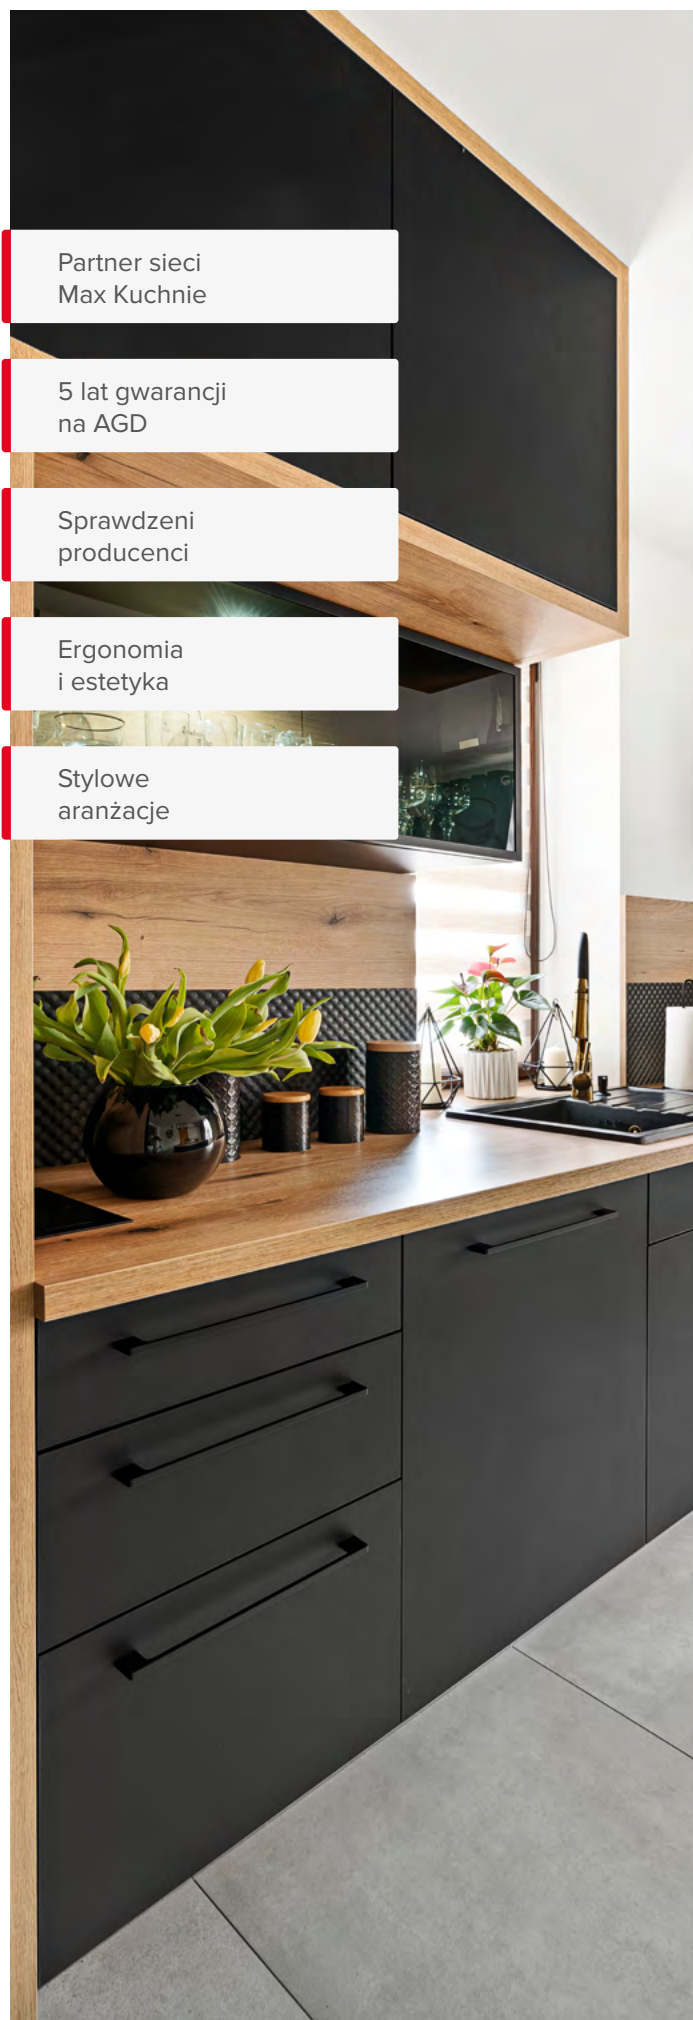 Partner sieci
Max Kuchnie
5 lat gwarancji
na AGD
Sprawdzeni
producenci
Ergonomia
i estetyka
Stylowe
aranżacje